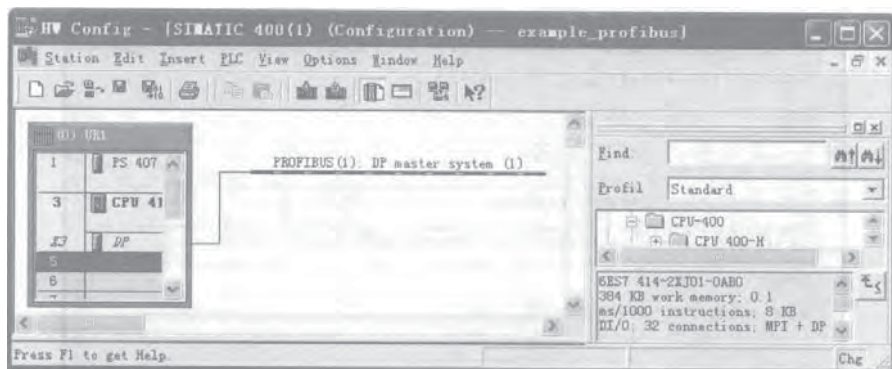 HW Config - [SIMATIC 400(1) (Configuration) -- example_profibus]
Station Edit Insert PLC View Options Window Help
(0) UR1
1 PS 407
3 CPU 41
X3 DP
5
6
7
PROFIBUS(1): DP master system (1)
Find:
Profil Standard
CPU-400
CPU 400-H
6ES7 414-2XJ01-0AB0
384 KB work memory; 0.1
ms/1000 instructions; 8 KB
DI/O; 32 connections; MPI + DP
Press F1 to get Help.
Chg